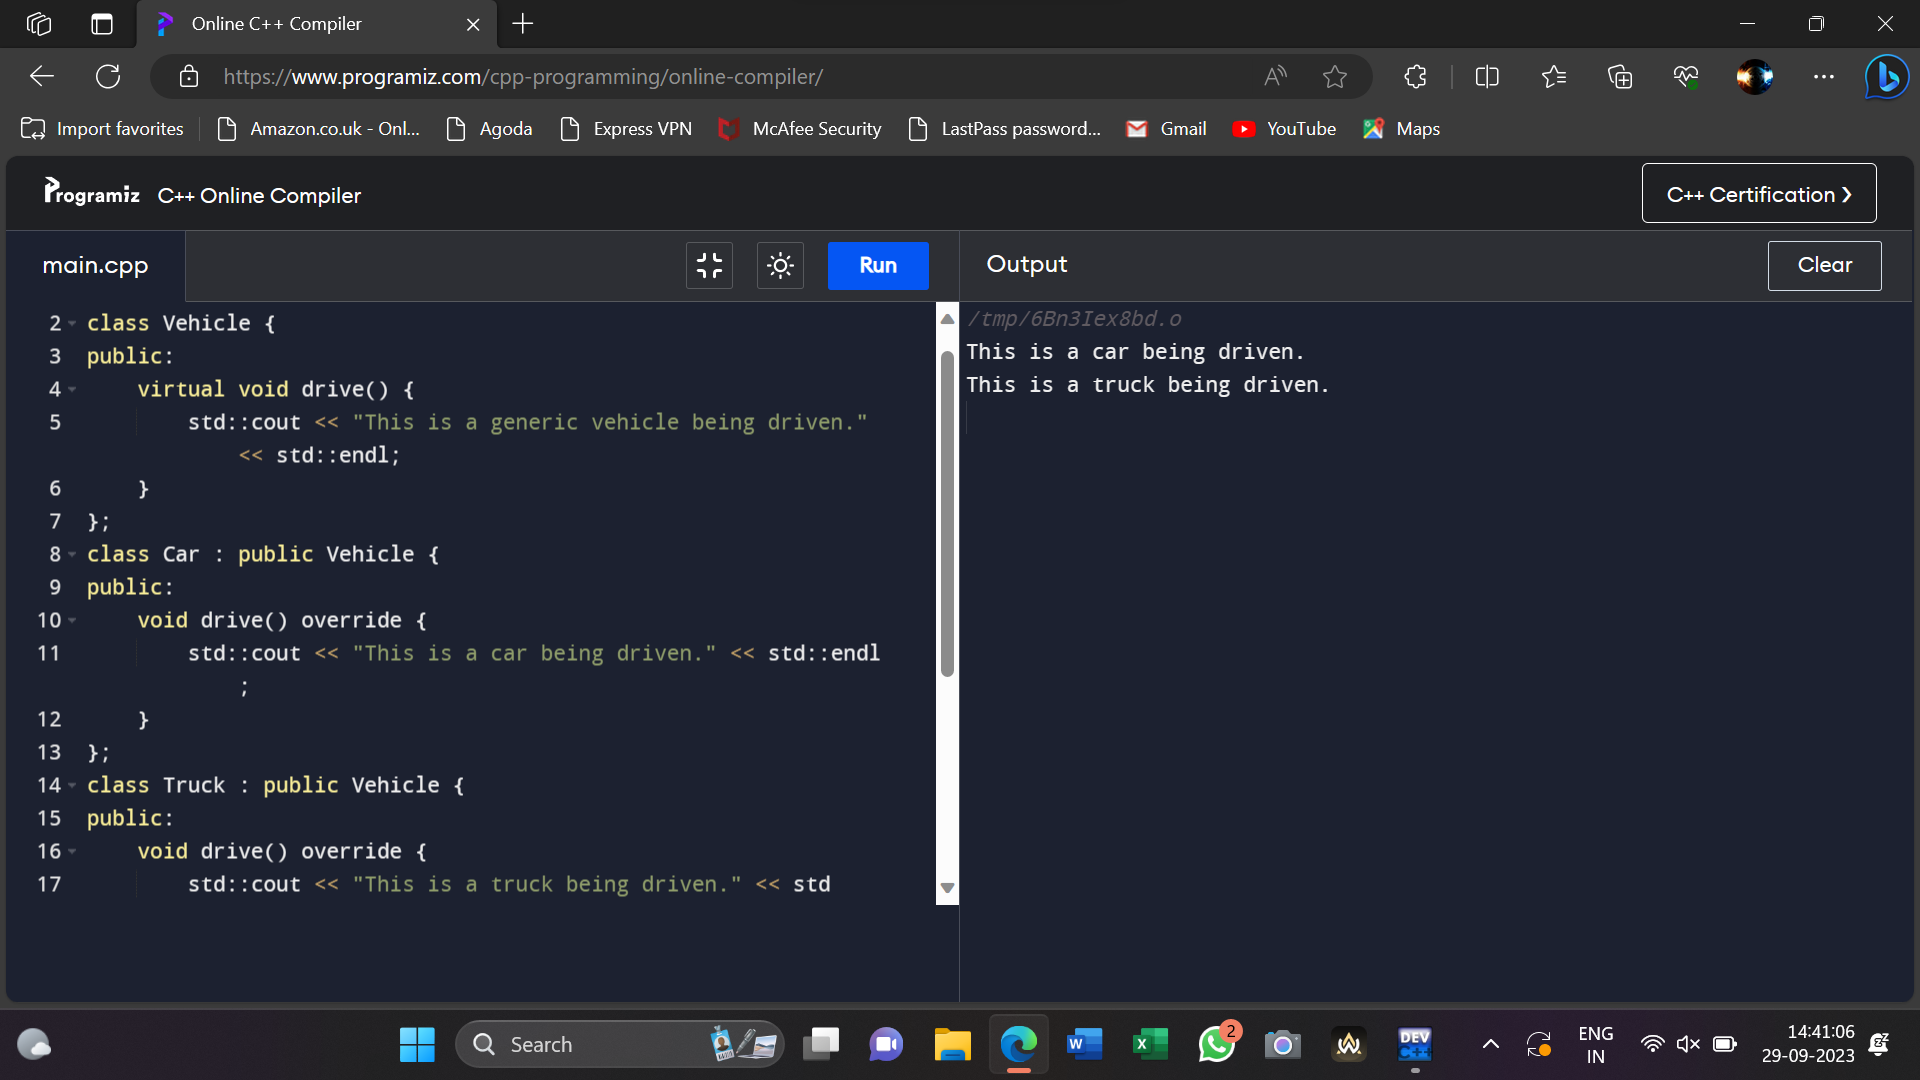 Online C++ Compiler
https://www.programiz.com/cpp-programming/online-compiler/
Import favorites
Amazon.co.uk - Onl...
Agoda
Express VPN
McAfee Security
LastPass password...
Gmail
YouTube
Maps
Programiz C++ Online Compiler
C++ Certification ❯
main.cpp
Run
Output
Clear
2 class Vehicle {
3 public:
4 virtual void drive() {
5 std::cout << "This is a generic vehicle being driven."
<< std::endl;
6 }
7 };
8 class Car : public Vehicle {
9 public:
10 void drive() override {
11 std::cout << "This is a car being driven." << std::endl
;
12 }
13 };
14 class Truck : public Vehicle {
15 public:
16 void drive() override {
17 std::cout << "This is a truck being driven." << std
/tmp/6Bn3Iex8bd.o
This is a car being driven.
This is a truck being driven.
Search
2
DEV
C++
ENG
IN
14:41:06
29-09-2023